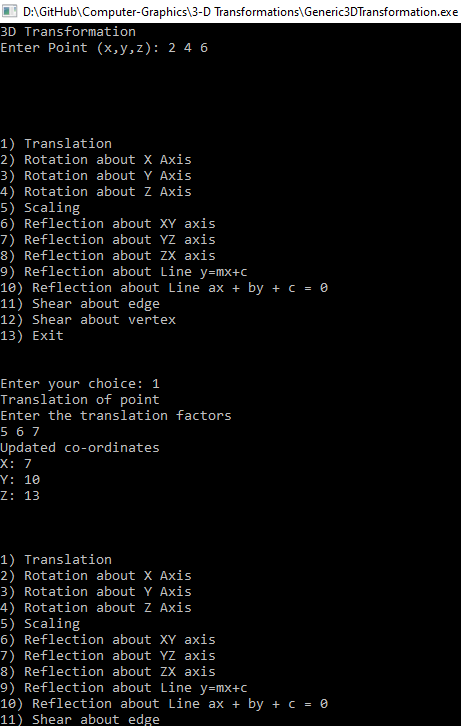 D:\GitHub\Computer-Graphics\3-D Transformations\Generic3DTransformation.exe
3D Transformation
Enter Point (x,y,z): 2 4 6
1) Translation
2) Rotation about X Axis
3) Rotation about Y Axis
4) Rotation about Z Axis
5) Scaling
6) Reflection about XY axis
7) Reflection about YZ axis
8) Reflection about ZX axis
9) Reflection about Line y=mx+c
10) Reflection about Line ax + by + c = 0
11) Shear about edge
12) Shear about vertex
13) Exit
Enter your choice: 1
Translation of point
Enter the translation factors
5 6 7
Updated co-ordinates
X: 7
Y: 10
Z: 13
1) Translation
2) Rotation about X Axis
3) Rotation about Y Axis
4) Rotation about Z Axis
5) Scaling
6) Reflection about XY axis
7) Reflection about YZ axis
8) Reflection about ZX axis
9) Reflection about Line y=mx+c
10) Reflection about Line ax + by + c = 0
11) Shear about edge